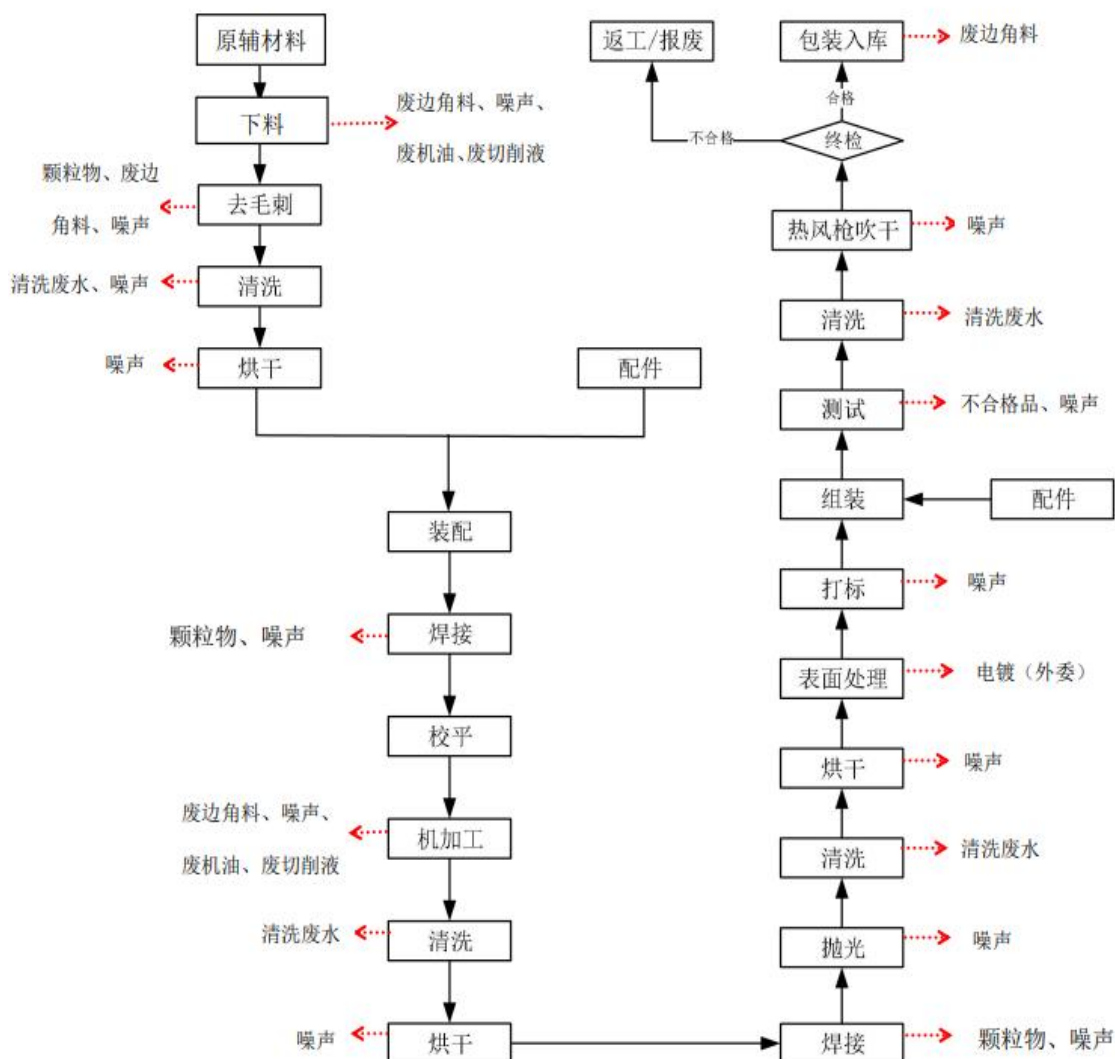 原辅材料
下料
废边角料、噪声、
废机油、废切削液
颗粒物、废边
角料、噪声
去毛刺
清洗废水、噪声
清洗
噪声
烘干
配件
装配
颗粒物、噪声
焊接
校平
废边角料、噪声、
废机油、废切削液
机加工
清洗废水
清洗
噪声
烘干
焊接
颗粒物、噪声
抛光
噪声
清洗
清洗废水
烘干
噪声
表面处理
电镀（外委）
打标
噪声
组装
配件
测试
不合格品、噪声
清洗
清洗废水
热风枪吹干
噪声
终检
不合格
返工/报废
合格
包装入库
废边角料